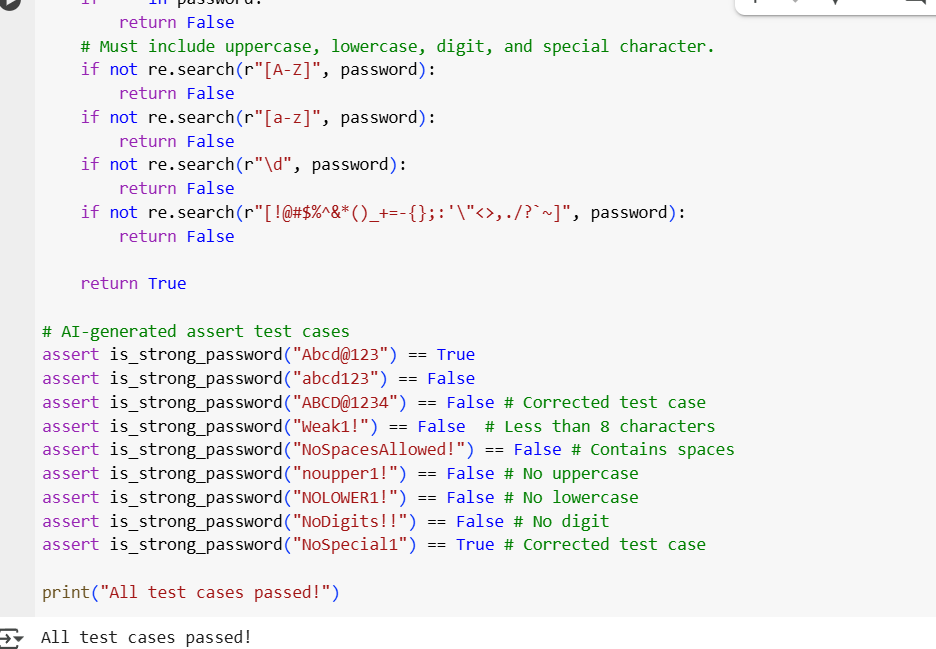 return False
# Must include uppercase, lowercase, digit, and special character.
if not re.search(r"[A-Z]", password):
return False
if not re.search(r"[a-z]", password):
return False
if not re.search(r"\d", password):
return False
if not re.search(r"[!@#$%^&*()_+=-{};:'\"<>,./?`~]", password):
return False
return True
# AI-generated assert test cases
assert is_strong_password("Abcd@123") == True
assert is_strong_password("abcd123") == False
assert is_strong_password("ABCD@1234") == False # Corrected test case
assert is_strong_password("Weak1!") == False  # Less than 8 characters
assert is_strong_password("NoSpacesAllowed!") == False # Contains spaces
assert is_strong_password("noupper1!") == False # No uppercase
assert is_strong_password("NOLOWER1!") == False # No lowercase
assert is_strong_password("NoDigits!!") == False # No digit
assert is_strong_password("NoSpecial1") == True # Corrected test case
print("All test cases passed!")
All test cases passed!